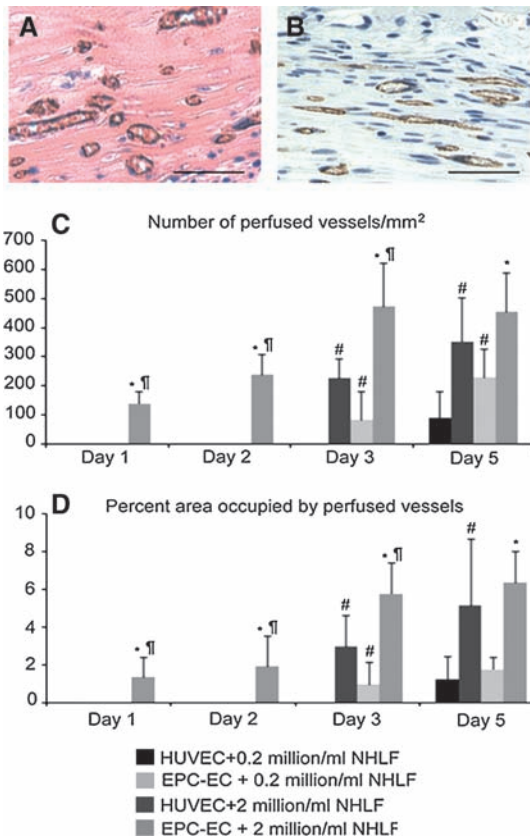 A
B
C
Number of perfused vessels/mm²
700
600
500
400
300
200
100
0
* ¶
* ¶
#
#
* ¶
#
#
*
Day 1
Day 2
Day 3
Day 5
D
Percent area occupied by perfused vessels
10
8
6
4
2
0
* ¶
* ¶
#
#
* ¶
#
*
Day 1
Day 2
Day 3
Day 5
HUVEC+0.2 million/ml NHLF
EPC-EC + 0.2 million/ml NHLF
HUVEC+2 million/ml NHLF
EPC-EC + 2 million/ml NHLF